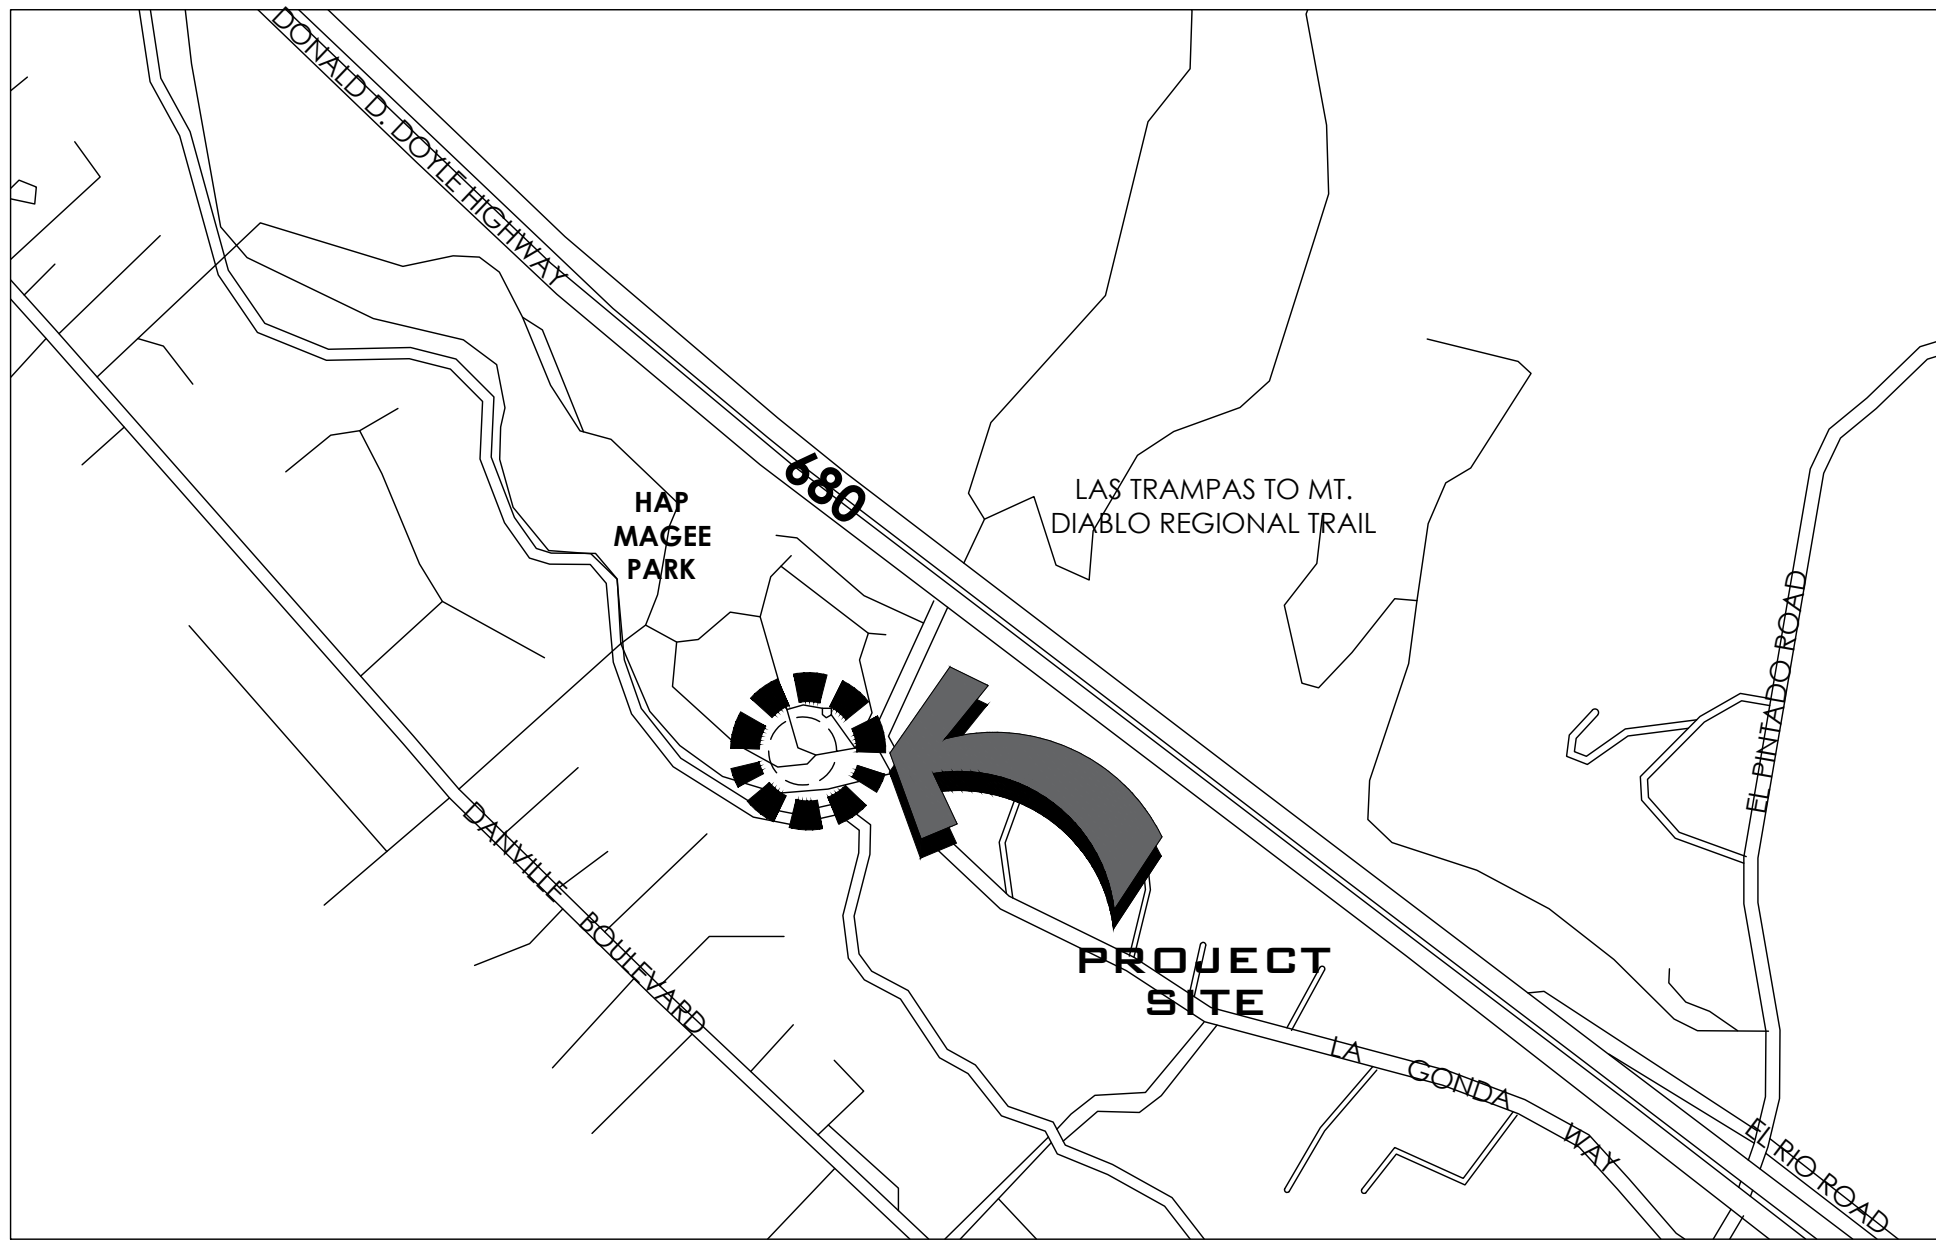 DONALD D. DOYLE HIGHWAY
680
HAP
MAGEE
PARK
LAS TRAMPAS TO MT.
DIABLO REGIONAL TRAIL
EL PINTADO ROAD
DANVILLE BOULEVARD
PROJECT
SITE
LA GONDA WAY
EL RIO ROAD